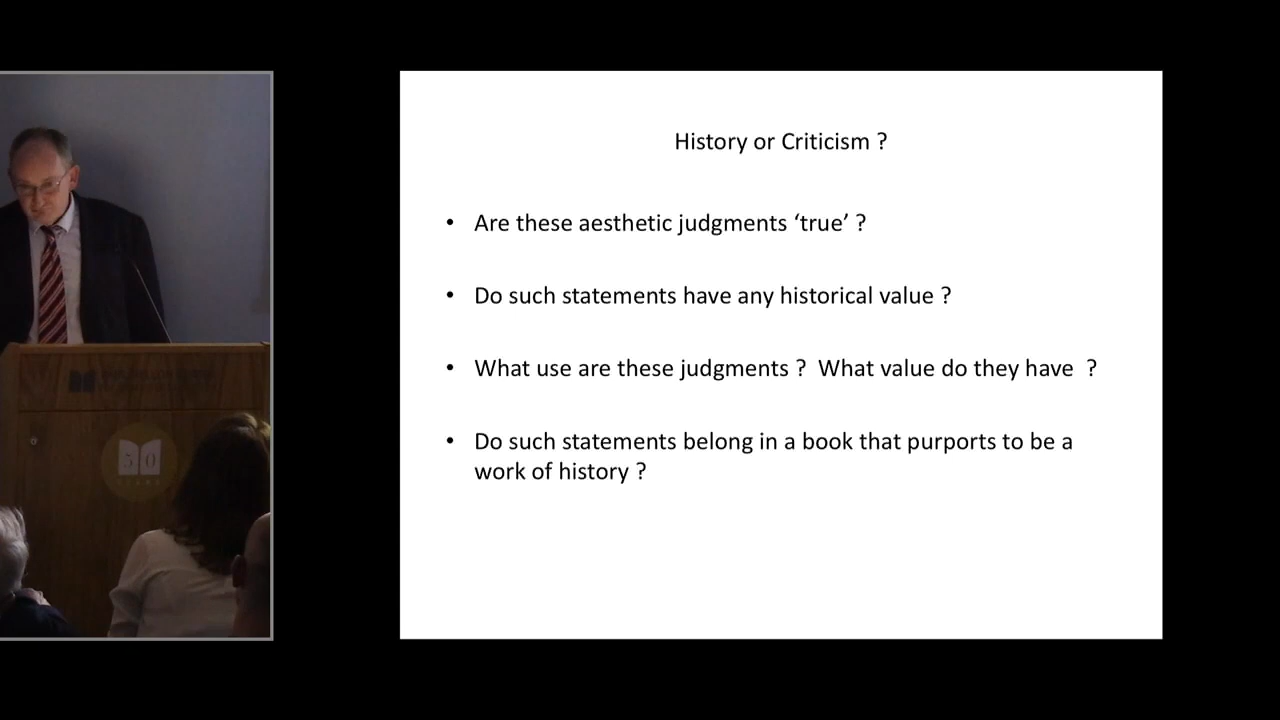 History or Criticism ?
• Are these aesthetic judgments ‘true’ ?
• Do such statements have any historical value ?
• What use are these judgments ?  What value do they have  ?
• Do such statements belong in a book that purports to be a
work of history ?
50